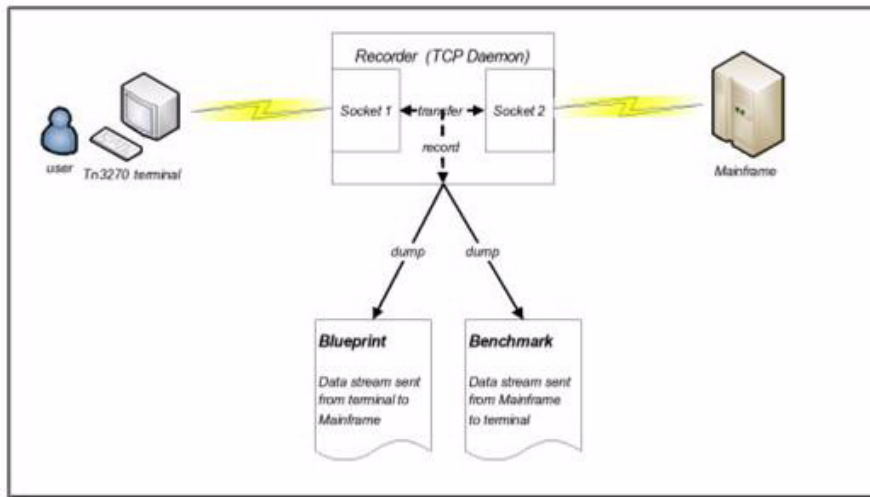 Recorder (TCP Daemon)
Socket 1
transfer
Socket 2
record
user
Tn3270 terminal
Mainframe
dump
dump
Blueprint
Data stream sent
from terminal to
Mainframe
Benchmark
Data stream sent
from Mainframe
to terminal